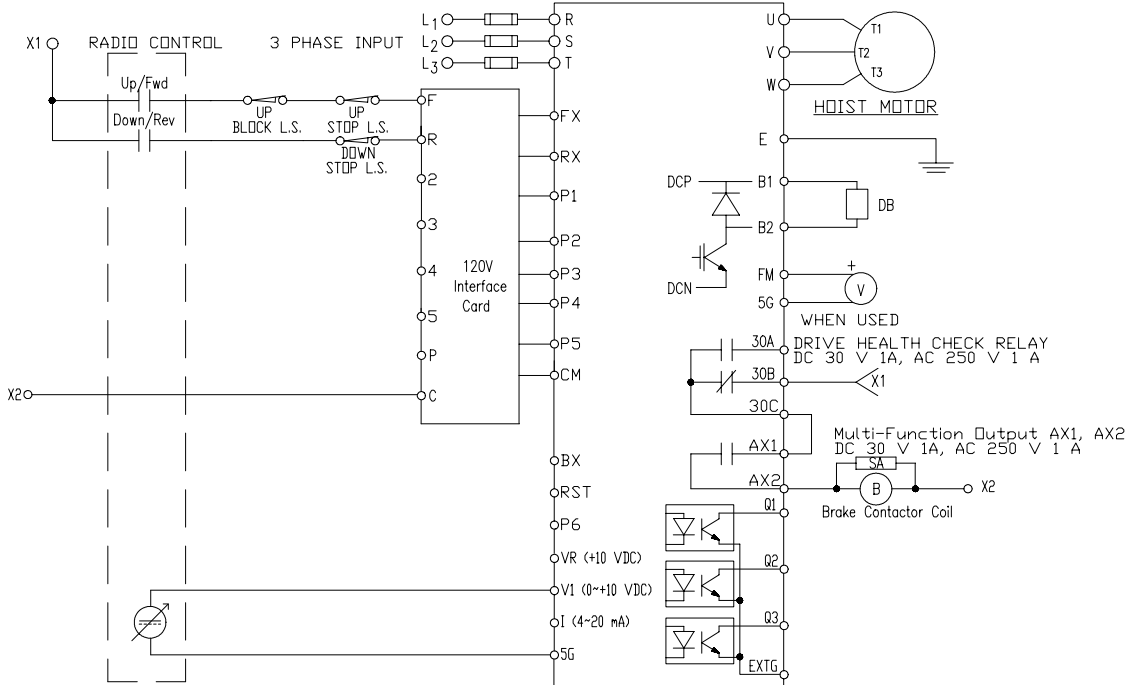 L1
L2
L3
R
S
T
X1
RADIO CONTROL
3 PHASE INPUT
Up/Fwd
Down/Rev
UP
BLOCK L.S.
UP
STOP L.S.
DOWN
STOP L.S.
F
R
2
3
4
5
P
C
X2
120V
Interface
Card
FX
RX
P1
P2
P3
P4
P5
CM
BX
RST
P6
VR (+10 VDC)
V1 (0~+10 VDC)
I (4~20 mA)
5G
U
V
W
T1
T2
T3
HOIST MOTOR
E
DCP
B1
DB
B2
DCN
FM
5G
+
V
WHEN USED
30A
DRIVE HEALTH CHECK RELAY
DC 30 V 1A, AC 250 V 1 A
30B
X1
30C
AX1
Multi-Function Output AX1, AX2
DC 30 V 1A, AC 250 V 1 A
SA
AX2
B
X2
Brake Contactor Coil
Q1
Q2
Q3
EXTG